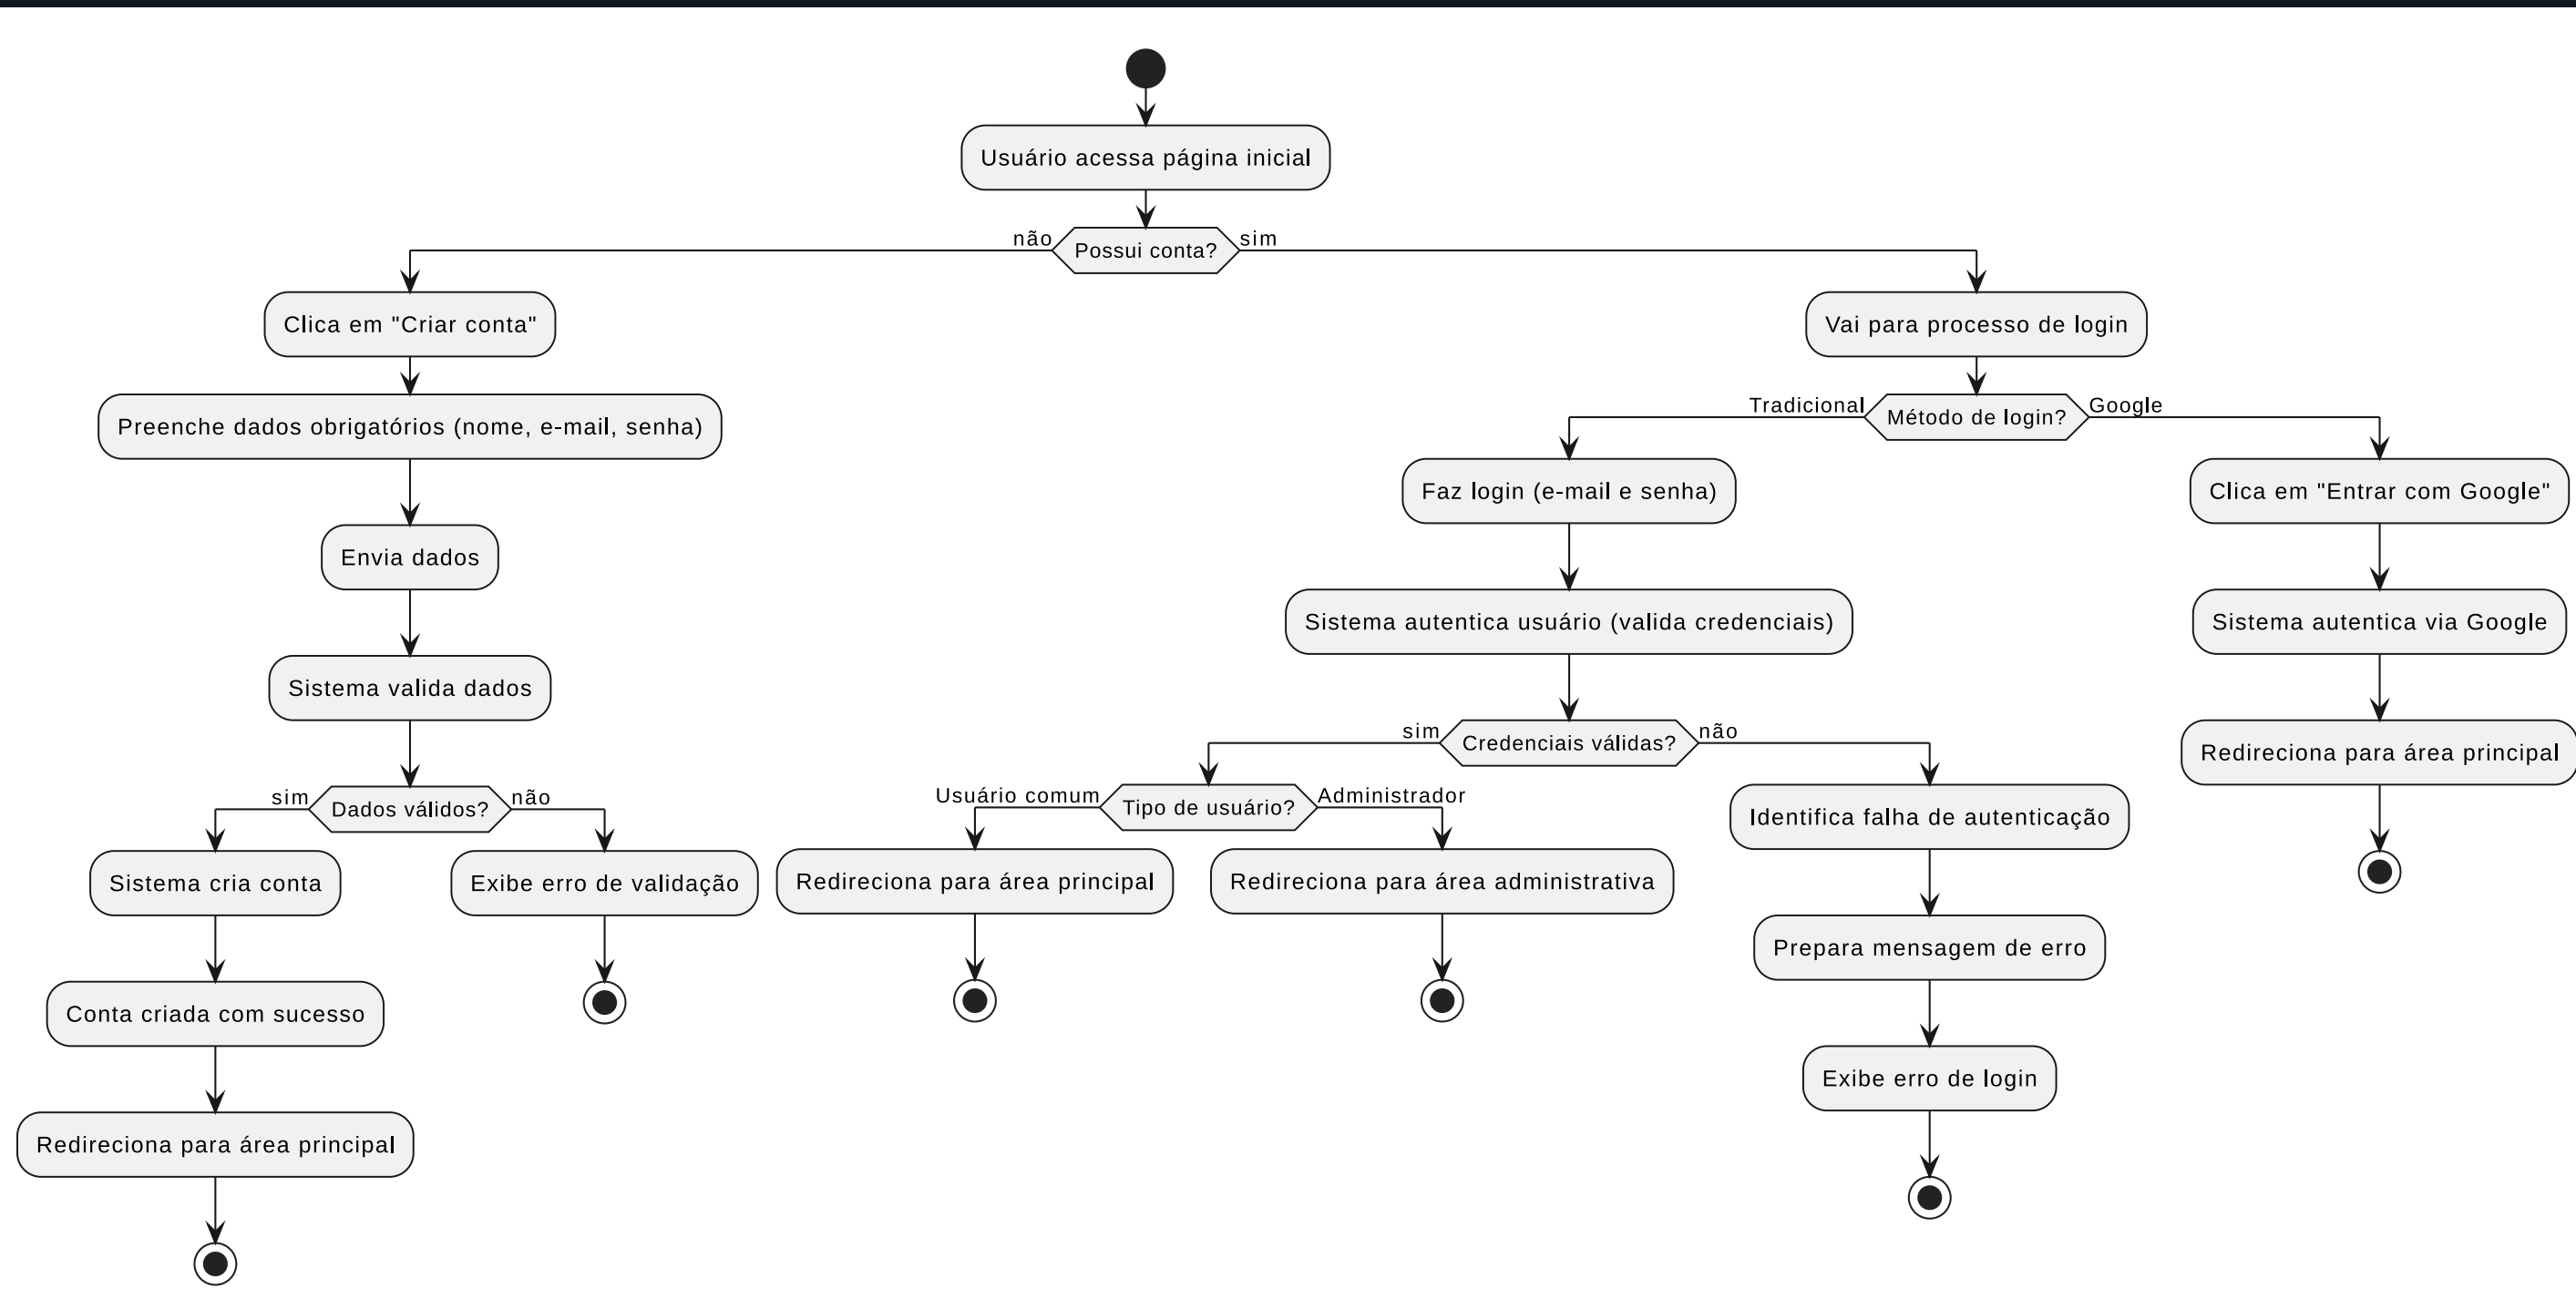 Usuário acessa página inicial
não
Possui conta?
sim
Clica em "Criar conta"
Vai para processo de login
Preenche dados obrigatórios (nome, e-mail, senha)
Tradicional
Método de login?
Google
Faz login (e-mail e senha)
Clica em "Entrar com Google"
Envia dados
Sistema autentica usuário (valida credenciais)
Sistema autentica via Google
Sistema valida dados
sim
Credenciais válidas?
não
Redireciona para área principal
sim
Dados válidos?
não
Usuário comum
Tipo de usuário?
Administrador
Identifica falha de autenticação
Sistema cria conta
Exibe erro de validação
Redireciona para área principal
Redireciona para área administrativa
Prepara mensagem de erro
Conta criada com sucesso
Exibe erro de login
Redireciona para área principal